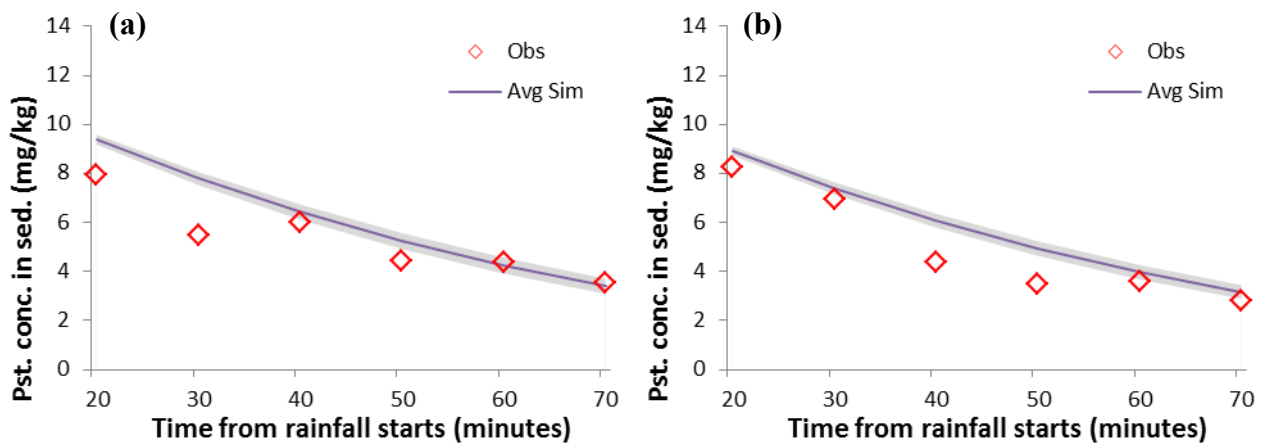 (a)
Pst. conc. in sed. (mg/kg)
14
12
10
8
6
4
2
0
Obs
Avg Sim
20 30 40 50 60 70
Time from rainfall starts (minutes)
(b)
Pst. conc. in sed. (mg/kg)
14
12
10
8
6
4
2
0
Obs
Avg Sim
20 30 40 50 60 70
Time from rainfall starts (minutes)